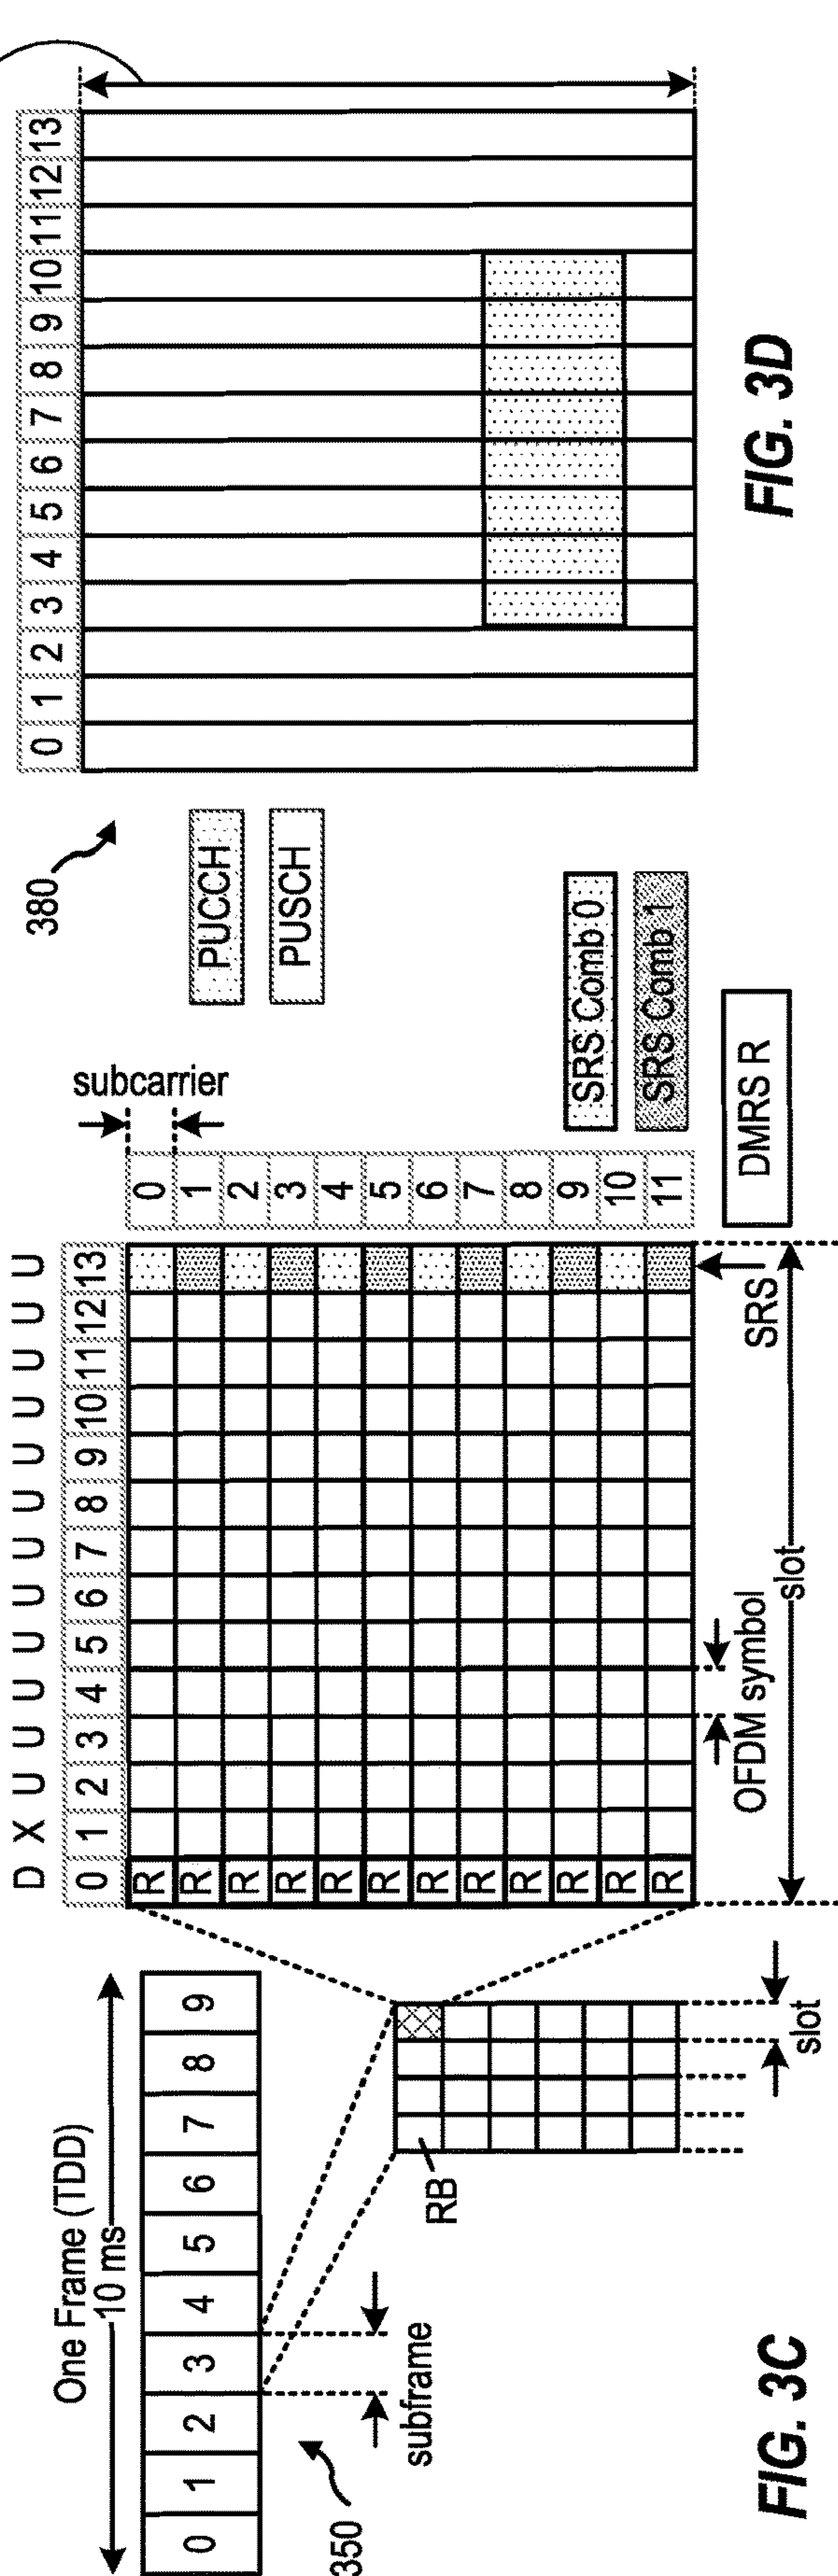 One Frame (TDD)
10 ms
0 1 2 3 4 5 6 7 8 9
350
subframe
RB
slot
FIG. 3C
D X U U U U U U U U U U U U
0 1 2 3 4 5 6 7 8 9 10 11 12 13
R
R
R
R
R
R
R
R
R
R
R
R
0
1
2
3
4
5
6
7
8
9
10
11
subcarrier
OFDM symbol
SRS
slot
SRS Comb 0
SRS Comb 1
DMRS R
380
PUCCH
PUSCH
0 1 2 3 4 5 6 7 8 9 10 11 12 13
FIG. 3D